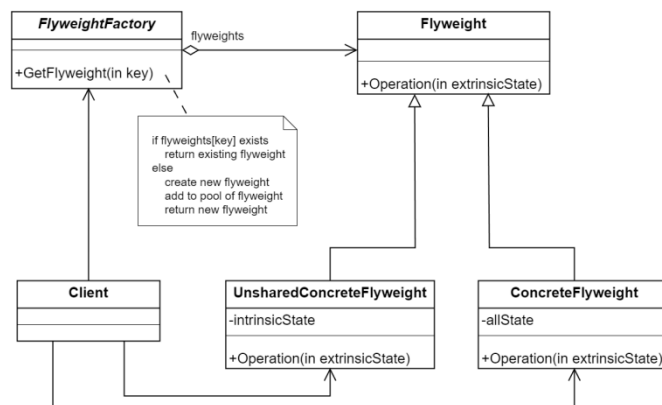 FlyweightFactory
flyweights
Flyweight
+GetFlyweight(in key)
+Operation(in extrinsicState)
if flyweights[key] exists
return existing flyweight
else
create new flyweight
add to pool of flyweight
return new flyweight
Client
UnsharedConcreteFlyweight
-intrinsicState
+Operation(in extrinsicState)
ConcreteFlyweight
-allState
+Operation(in extrinsicState)